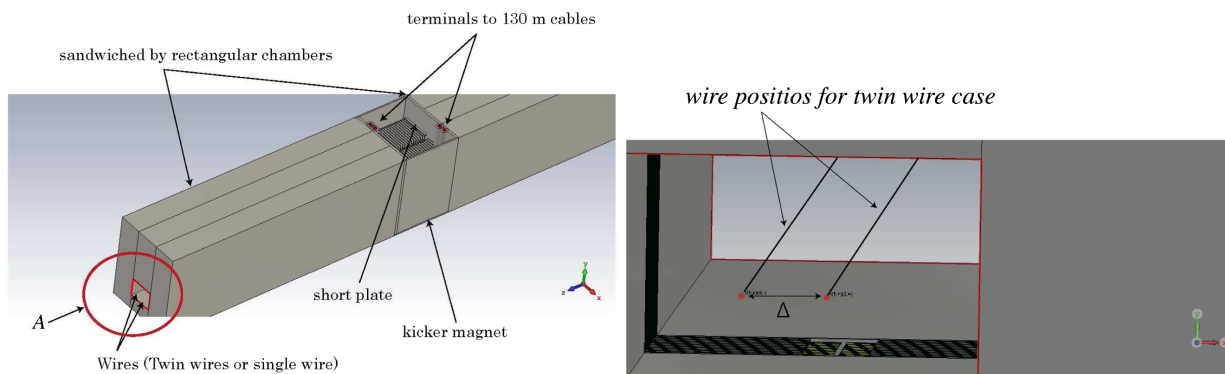 terminals to 130 m cables
sandwiched by rectangular chambers
short plate
A
kicker magnet
Wires (Twin wires or single wire)
y
z
x
wire positios for twin wire case
Δ
Y
x